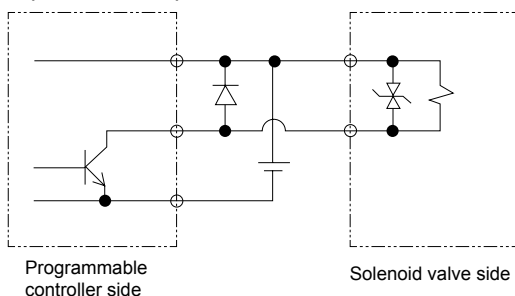 Programmable
controller side
Solenoid valve side